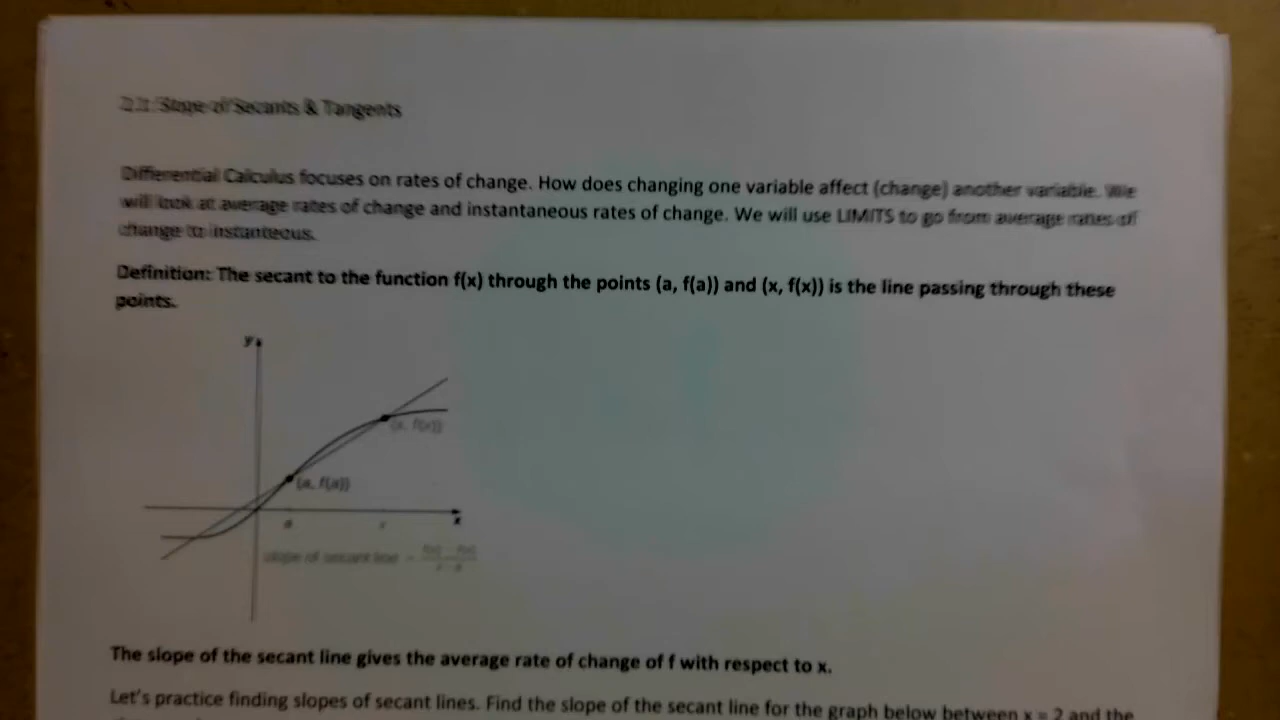 Slope of Secants & Tangents
Differential Calculus focuses on rates of change. How does changing one variable affect (change) another variable. We
will look at average rates of change and instantaneous rates of change. We will use LIMITS to go from average rates of
change to instanteous.
Definition: The secant to the function f(x) through the points (a, f(a)) and (x, f(x)) is the line passing through these
points.
y
(x, f(x))
(a, f(a))
a x
x
slope of secant line = f(x) - f(a)
x - a
The slope of the secant line gives the average rate of change of f with respect to x.
Let's practice finding slopes of secant lines. Find the slope of the secant line for the graph below between x = 2 and the